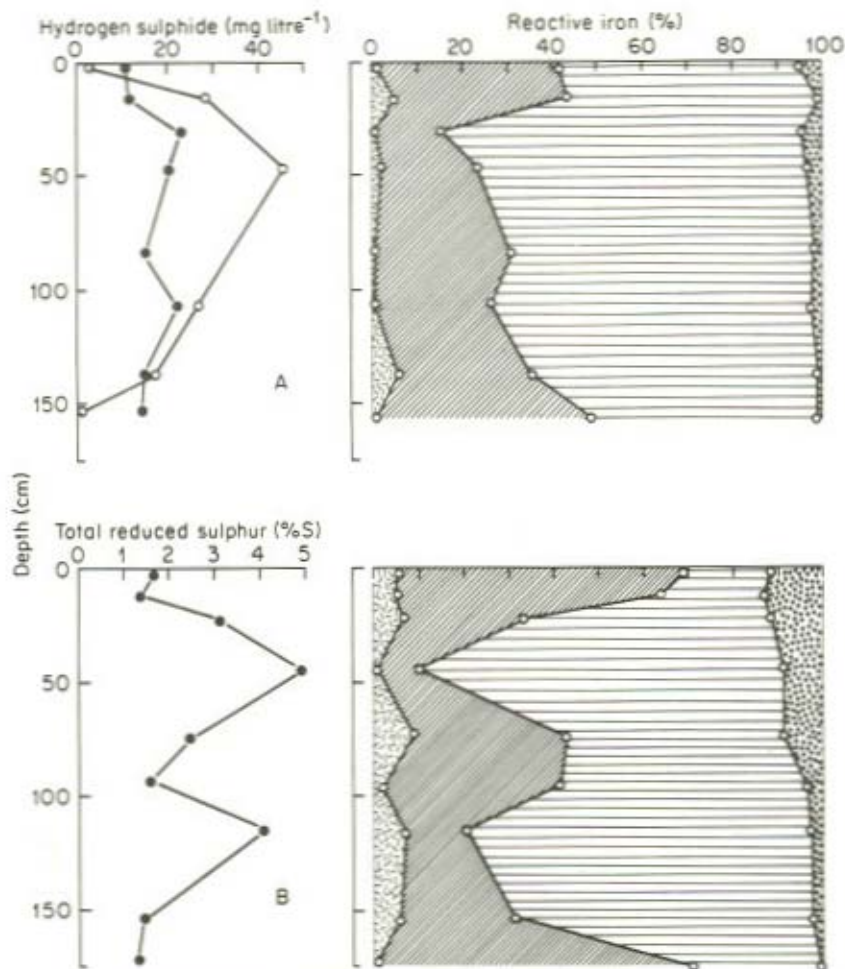 Hydrogen sulphide (mg litre⁻¹)
0 20 40
Reactive iron (%)
0 20 40 60 80 100
0
50
100
150
A
Depth (cm)
Total reduced sulphur (%S)
0 1 2 3 4 5
0
50
100
150
B